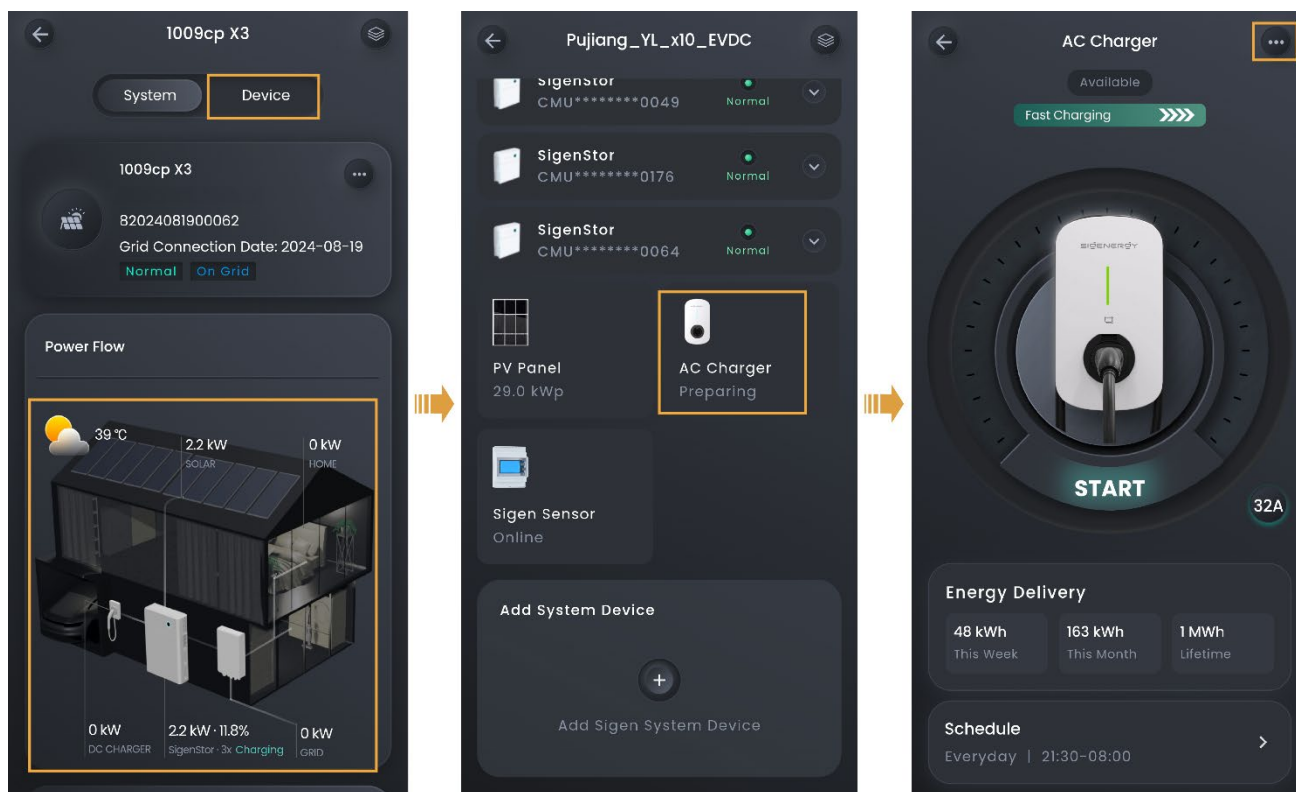 1009cp X3
System
Device
1009cp X3
82024081900062
Grid Connection Date: 2024-08-19
Normal
On Grid
Power Flow
39 °C
2.2 kW
SOLAR
0 kW
HOME
0 kW
DC CHARGER
2.2 kW · 11.8%
SigenStor · 3x Charging
0 kW
GRID
Pujiang_YL_x10_EVDC
SigenStor
CMU********0049
Normal
SigenStor
CMU********0176
Normal
SigenStor
CMU********0064
Normal
PV Panel
29.0 kWp
AC Charger
Preparing
Sigen Sensor
Online
Add System Device
Add Sigen System Device
AC Charger
Available
Fast Charging
SIGENERGY
START
32A
Energy Delivery
48 kWh
This Week
163 kWh
This Month
1 MWh
Lifetime
Schedule
Everyday | 21:30-08:00